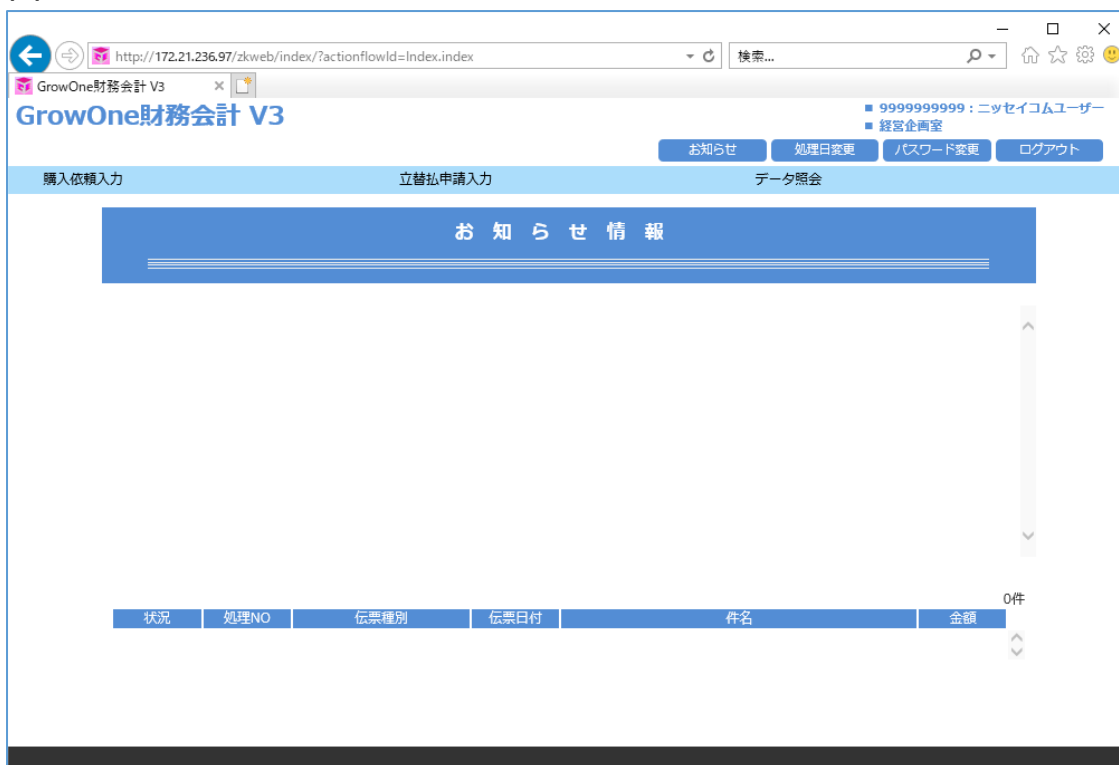 http://172.21.236.97/zkweb/index/?actionflowId=Index.index
検索...
GrowOne財務会計 V3
GrowOne財務会計 V3
■ 9999999999 : ニッセイコムユーザー
■ 経営企画室
お知らせ 処理日変更 パスワード変更 ログアウト
購入依頼入力 立替払申請入力 データ照会
お知らせ情報
0件
状況 処理NO 伝票種別 伝票日付 件名 金額